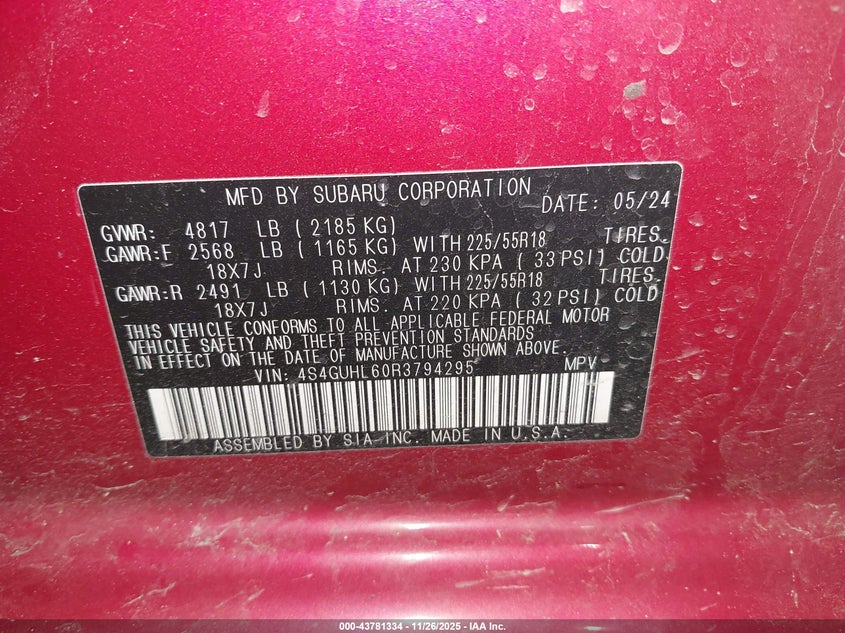 MFD BY SUBARU CORPORATION DATE: 05/24
GVWR: 4817 LB ( 2185 KG)
GAWR:F 2568 LB ( 1165 KG) WITH 225/55R18 TIRES.
18X7J RIMS. AT 230 KPA ( 33 PSI) COLD
GAWR:R 2491 LB ( 1130 KG) WITH 225/55R18 TIRES.
18X7J RIMS. AT 220 KPA ( 32 PSI) COLD
THIS VEHICLE CONFORMS TO ALL APPLICABLE FEDERAL MOTOR
VEHICLE SAFETY AND THEFT PREVENTION STANDARDS
IN EFFECT ON THE DATE OF MANUFACTURE SHOWN ABOVE.
VIN: 4S4GUHL60R3794295 MPV
ASSEMBLED BY SIA INC. MADE IN U.S.A.
000-43781334 | 11/26/2025 - IAA Inc.